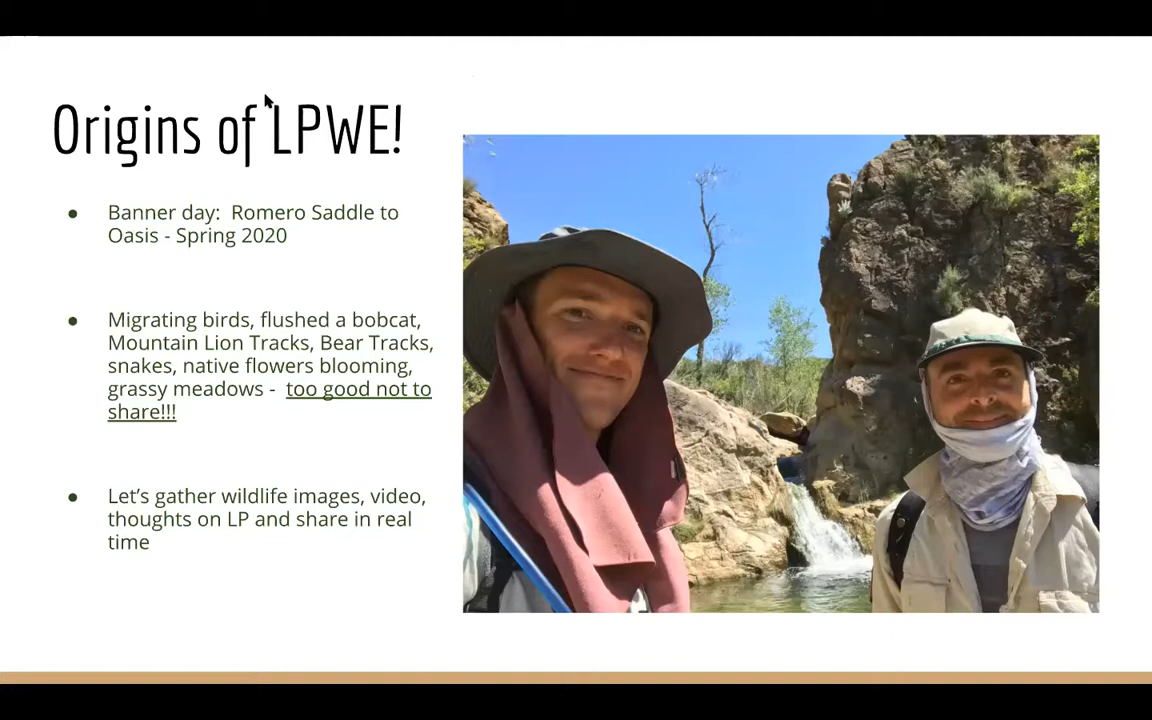 Origins of LPWE!
● Banner day:  Romero Saddle to
Oasis - Spring 2020
● Migrating birds, flushed a bobcat,
Mountain Lion Tracks, Bear Tracks,
snakes, native flowers blooming,
grassy meadows -  too good not to
share!!!
● Let’s gather wildlife images, video,
thoughts on LP and share in real
time